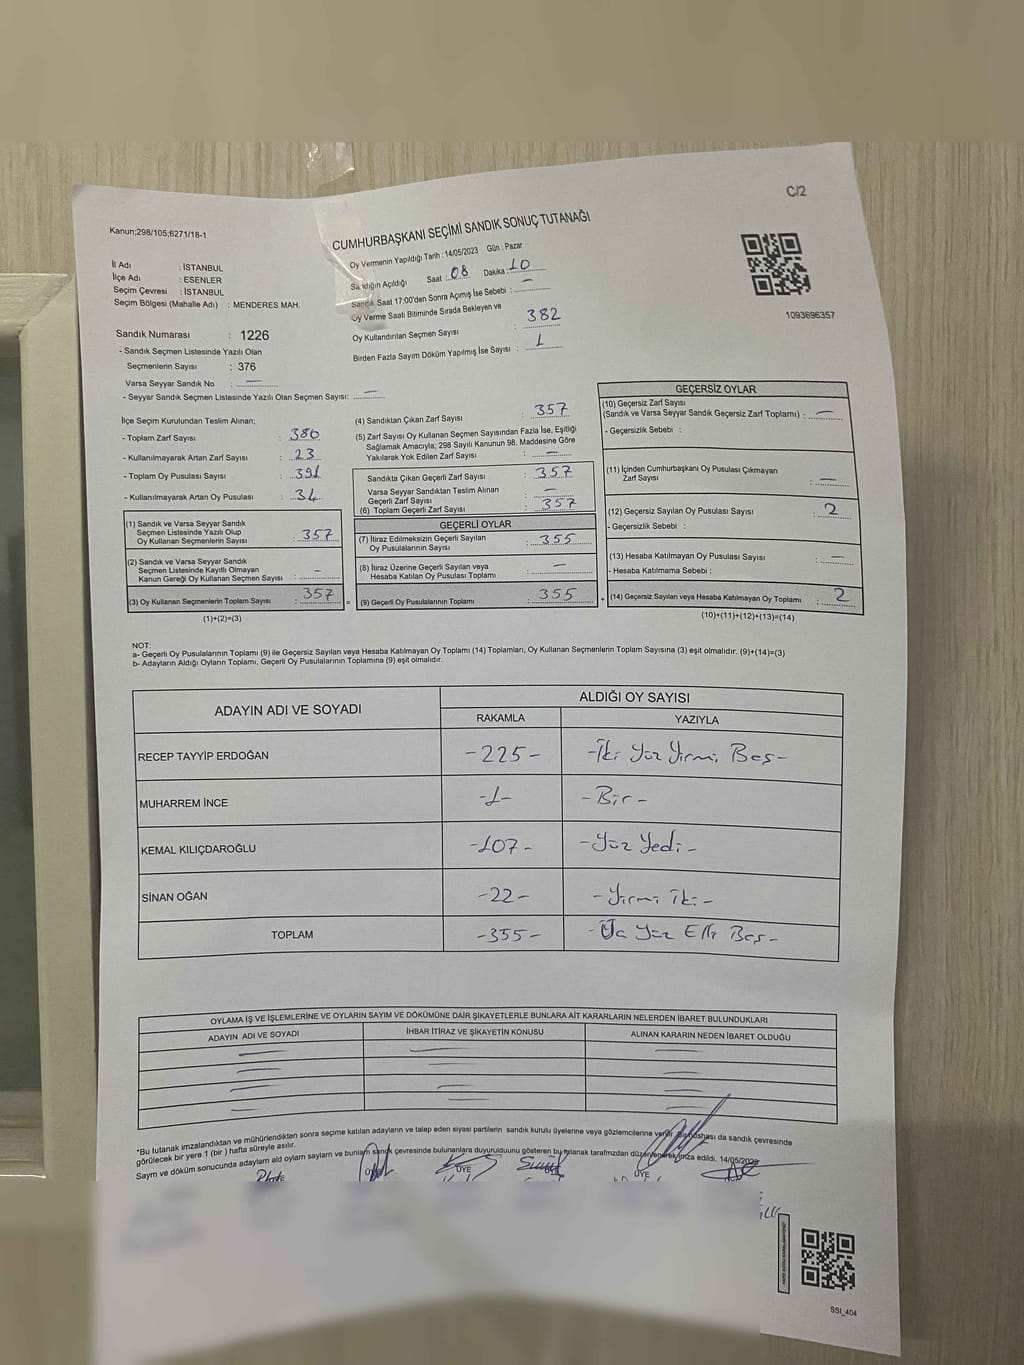 C/2
Kanun;298/105;6271/18-1
CUMHURBAŞKANI SEÇİMİ SANDIK SONUÇ TUTANAĞI
İl Adı : İSTANBUL
İlçe Adı : ESENLER
Seçim Çevresi : İSTANBUL
Seçim Bölgesi (Mahalle Adı) : MENDERES MAH.
Oy Vermenin Yapıldığı Tarih : 14/05/2023 Gün : Pazar
Sandığın Açıldığı Saat : 08 Dakika : 10
Sandık Saat 17:00'den Sonra Açılmış İse Sebebi : —
Oy Verme Saati Bitiminde Sırada Bekleyen ve
Oy Kullandırılan Seçmen Sayısı : 382
Birden Fazla Sayım Döküm Yapılmış İse Sayısı : 1
1093696357
Sandık Numarası : 1226
- Sandık Seçmen Listesinde Yazılı Olan
Seçmenlerin Sayısı : 376
Varsa Seyyar Sandık No : —
- Seyyar Sandık Seçmen Listesinde Yazılı Olan Seçmen Sayısı: —
İlçe Seçim Kurulundan Teslim Alınan;
- Toplam Zarf Sayısı : 380
- Kullanılmayarak Artan Zarf Sayısı : 23
- Toplam Oy Pusulası Sayısı : 391
- Kullanılmayarak Artan Oy Pusulası : 34
(1) Sandık ve Varsa Seyyar Sandık
Seçmen Listesinde Yazılı Olup
Oy Kullanan Seçmenlerin Sayısı : 357
(2) Sandık ve Varsa Seyyar Sandık
Seçmen Listesinde Kayıtlı Olmayan
Kanun Gereği Oy Kullanan Seçmen Sayısı : -
(3) Oy Kullanan Seçmenlerin Toplam Sayısı : 357
(1)+(2)=(3)
(4) Sandıktan Çıkan Zarf Sayısı : 357
(5) Zarf Sayısı Oy Kullanan Seçmen Sayısından Fazla İse, Eşitliği
Sağlamak Amacıyla; 298 Sayılı Kanunun 98. Maddesine Göre
Yakılarak Yok Edilen Zarf Sayısı : —
Sandıkta Çıkan Geçerli Zarf Sayısı : 357
Varsa Seyyar Sandıktan Teslim Alınan
Geçerli Zarf Sayısı : —
(6) Toplam Geçerli Zarf Sayısı : 357
GEÇERLİ OYLAR
(7) İtiraz Edilmeksizin Geçerli Sayılan
Oy Pusulalarının Sayısı : 355
(8) İtiraz Üzerine Geçerli Sayılan veya
Hesaba Katılan Oy Pusulası Toplamı : —
= (9) Geçerli Oy Pusulalarının Toplamı : 355
GEÇERSİZ OYLAR
(10) Geçersiz Zarf Sayısı
(Sandık ve Varsa Seyyar Sandık Geçersiz Zarf Toplamı) : —
- Geçersizlik Sebebi :
(11) İçinden Cumhurbaşkanı Oy Pusulası Çıkmayan
Zarf Sayısı : —
(12) Geçersiz Sayılan Oy Pusulası Sayısı : 2
- Geçersizlik Sebebi :
(13) Hesaba Katılmayan Oy Pusulası Sayısı : —
- Hesaba Katılmama Sebebi :
+ (14) Geçersiz Sayılan veya Hesaba Katılmayan Oy Toplamı : 2
(10)+(11)+(12)+(13)=(14)
NOT:
a- Geçerli Oy Pusulalarının Toplamı (9) ile Geçersiz Sayılan veya Hesaba Katılmayan Oy Toplamı (14) Toplamları, Oy Kullanan Seçmenlerin Toplam Sayısına (3) eşit olmalıdır. (9)+(14)=(3)
b- Adayların Aldığı Oyların Toplamı, Geçerli Oy Pusulalarının Toplamına (9) eşit olmalıdır.
ADAYIN ADI VE SOYADI ALDIĞI OY SAYISI
RAKAMLA YAZIYLA
RECEP TAYYİP ERDOĞAN -225- -İki Yüz Yirmi Beş-
MUHARREM İNCE -1- -Bir-
KEMAL KILIÇDAROĞLU -107- -Yüz Yedi-
SİNAN OĞAN -22- -Yirmi iki-
TOPLAM -355- -Üç Yüz Elli Beş-
OYLAMA İŞ VE İŞLEMLERİNE VE OYLARIN SAYIM VE DÖKÜMÜNE DAİR ŞİKAYETLERLE BUNLARA AİT KARARLARIN NELERDEN İBARET BULUNDUKLARI
ADAYIN ADI VE SOYADI İHBAR İTİRAZ VE ŞİKAYETİN KONUSU ALINAN KARARIN NEDEN İBARET OLDUĞU
*Bu tutanak imzalandıktan ve mühürlendikten sonra seçime katılan adayların ve talep eden siyasi partilerin sandık kurulu üyelerine veya gözlemcilerine verilir. Bir nüshası da sandık çevresinde
görülecek bir yere 1 (bir) hafta süreyle asılır.
Sayım ve döküm sonucunda adayların aldığı oyların sayıları ve bunların sandık çevresinde bulunanlara duyurulduğunu gösteren bu tutanak tarafımızdan düzenlenerek imza edildi. 14/05/2023
ÜYE ÜYE
SSI_404